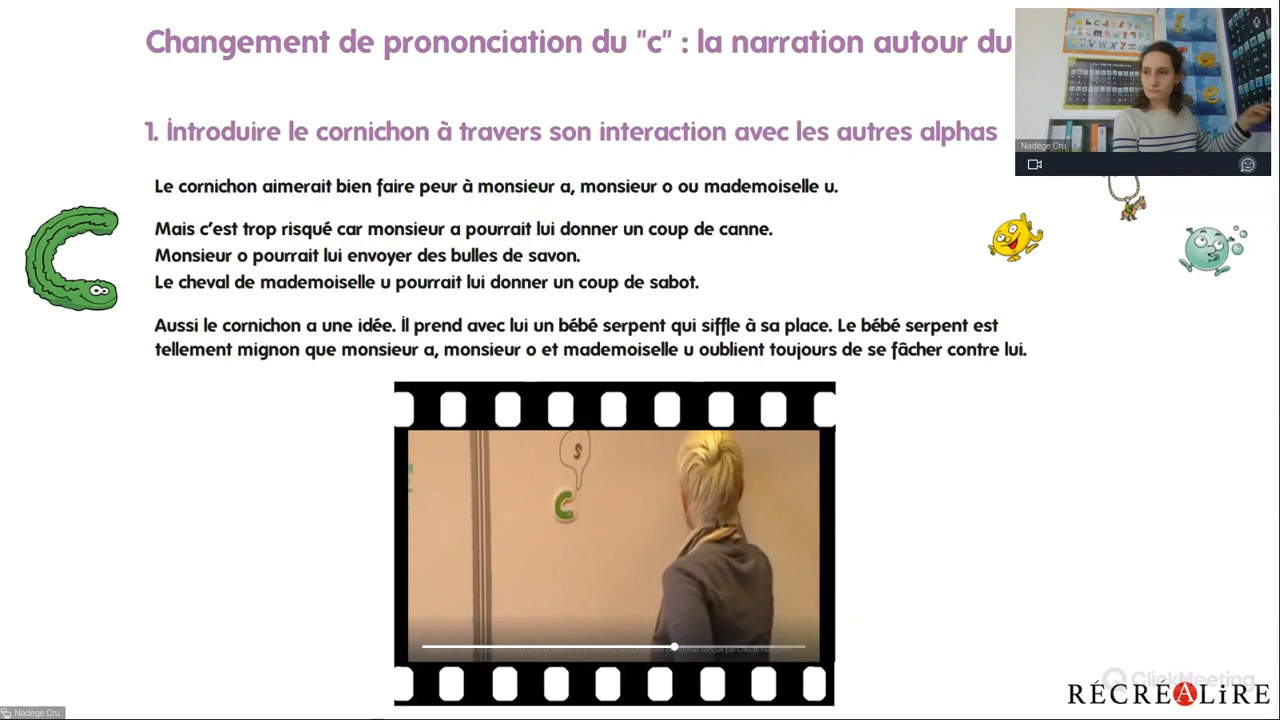 Changement de prononciation du "c" : la narration autour du
1. Introduire le cornichon à travers son interaction avec les autres alphas
Le cornichon aimerait bien faire peur à monsieur a, monsieur o ou mademoiselle u.
Mais c'est trop risqué car monsieur a pourrait lui donner un coup de canne.
Monsieur o pourrait lui envoyer des bulles de savon.
Le cheval de mademoiselle u pourrait lui donner un coup de sabot.
Aussi le cornichon a une idée. Il prend avec lui un bébé serpent qui siffle à sa place. Le bébé serpent est
tellement mignon que monsieur a, monsieur o et mademoiselle u oublient toujours de se fâcher contre lui.
Nadège Cru
s
c
ClickMeeting
RÉCRÉALIRE
Nadège Cru